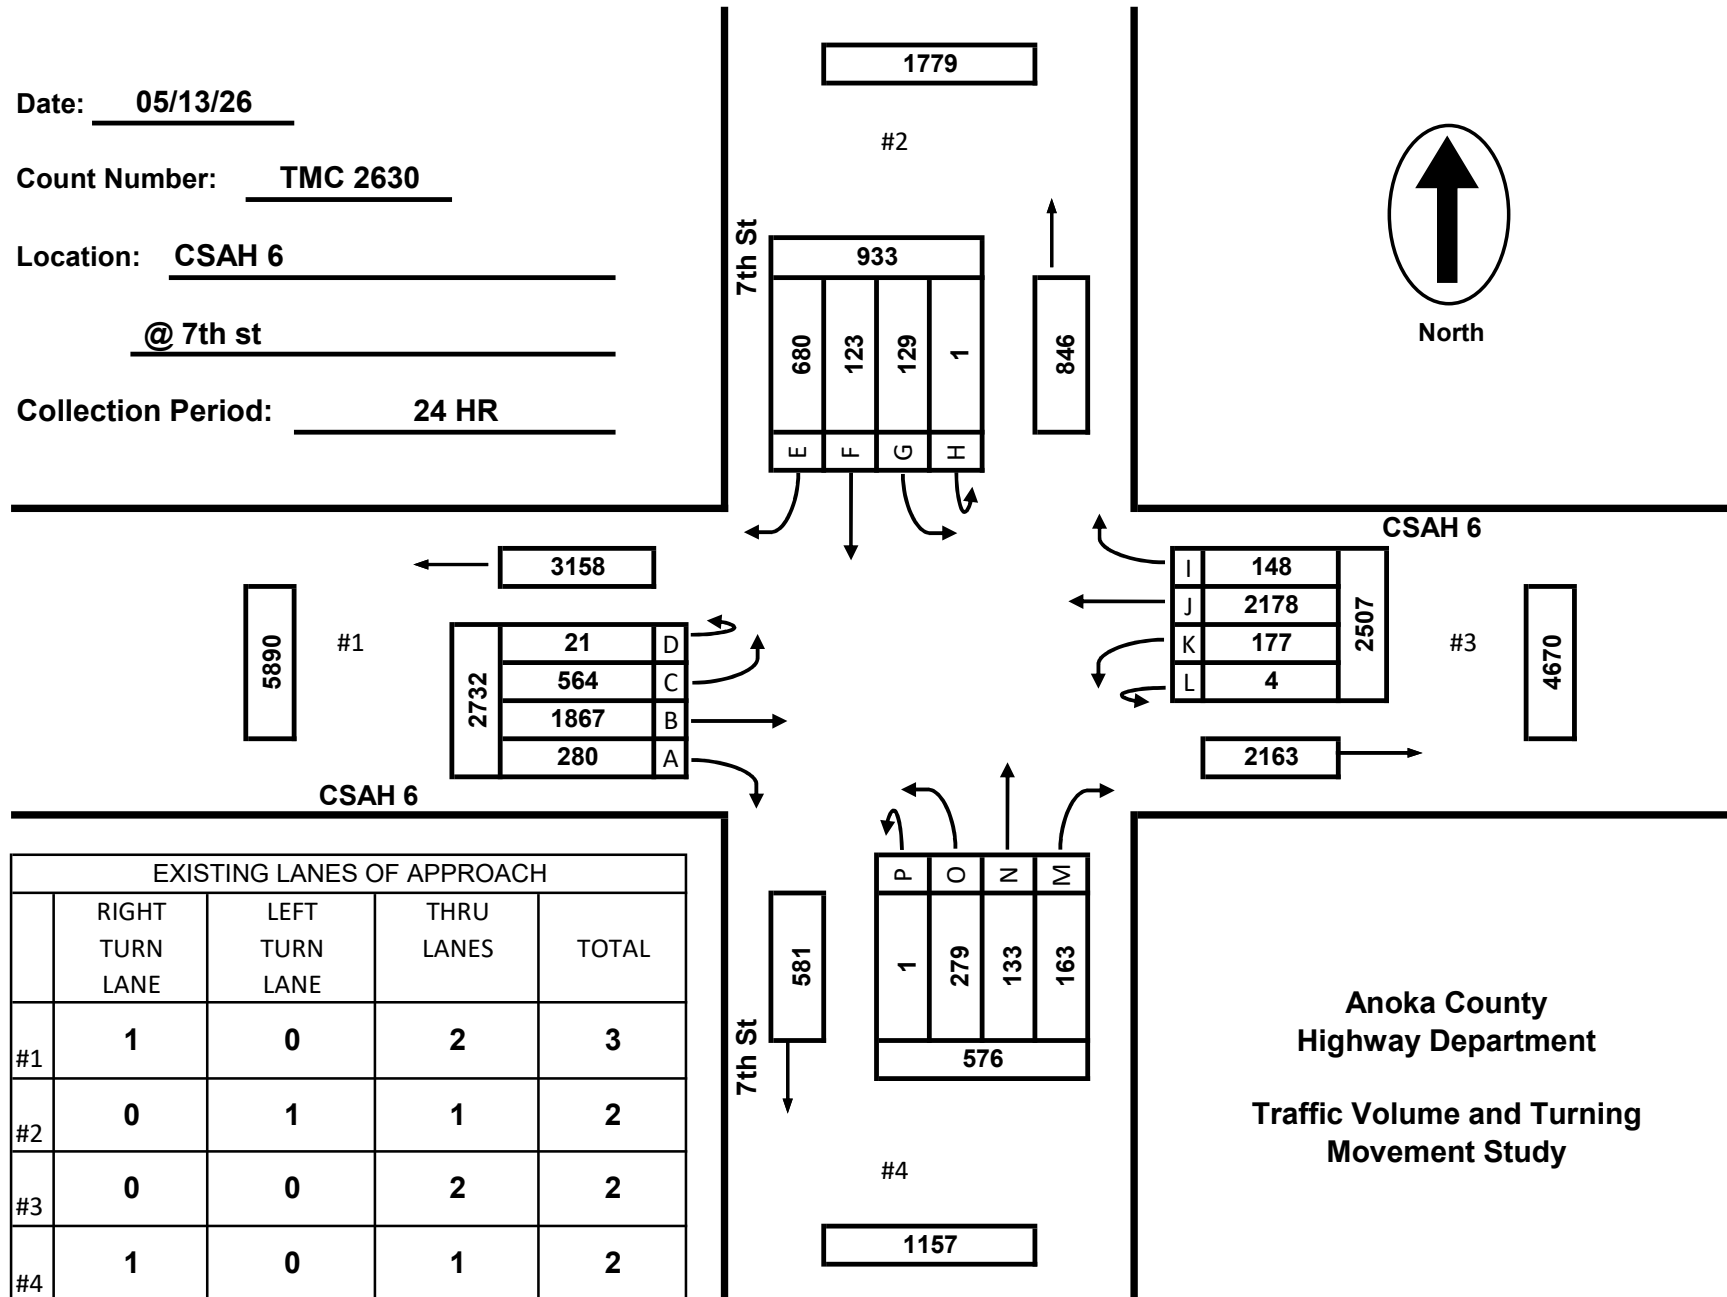 1779
Date: 05/13/26
#2
Count Number: TMC 2630
7th St
Location: CSAH 6
933
@ 7th st
North
680 123 129 1
846
Collection Period: 24 HR
E F G H
CSAH 6
3158
I 148
J 2178
K 177
L 4
2507
#3
4670
5890
#1
2732
21 D
564 C
1867 B
280 A
2163
CSAH 6
EXISTING LANES OF APPROACH
RIGHT TURN LANE
LEFT TURN LANE
THRU LANES
TOTAL
#1 1 0 2 3
#2 0 1 1 2
#3 0 0 2 2
#4 1 0 1 2
P O N M
581
1 279 133 163
576
7th St
#4
1157
Anoka County
Highway Department
Traffic Volume and Turning
Movement Study